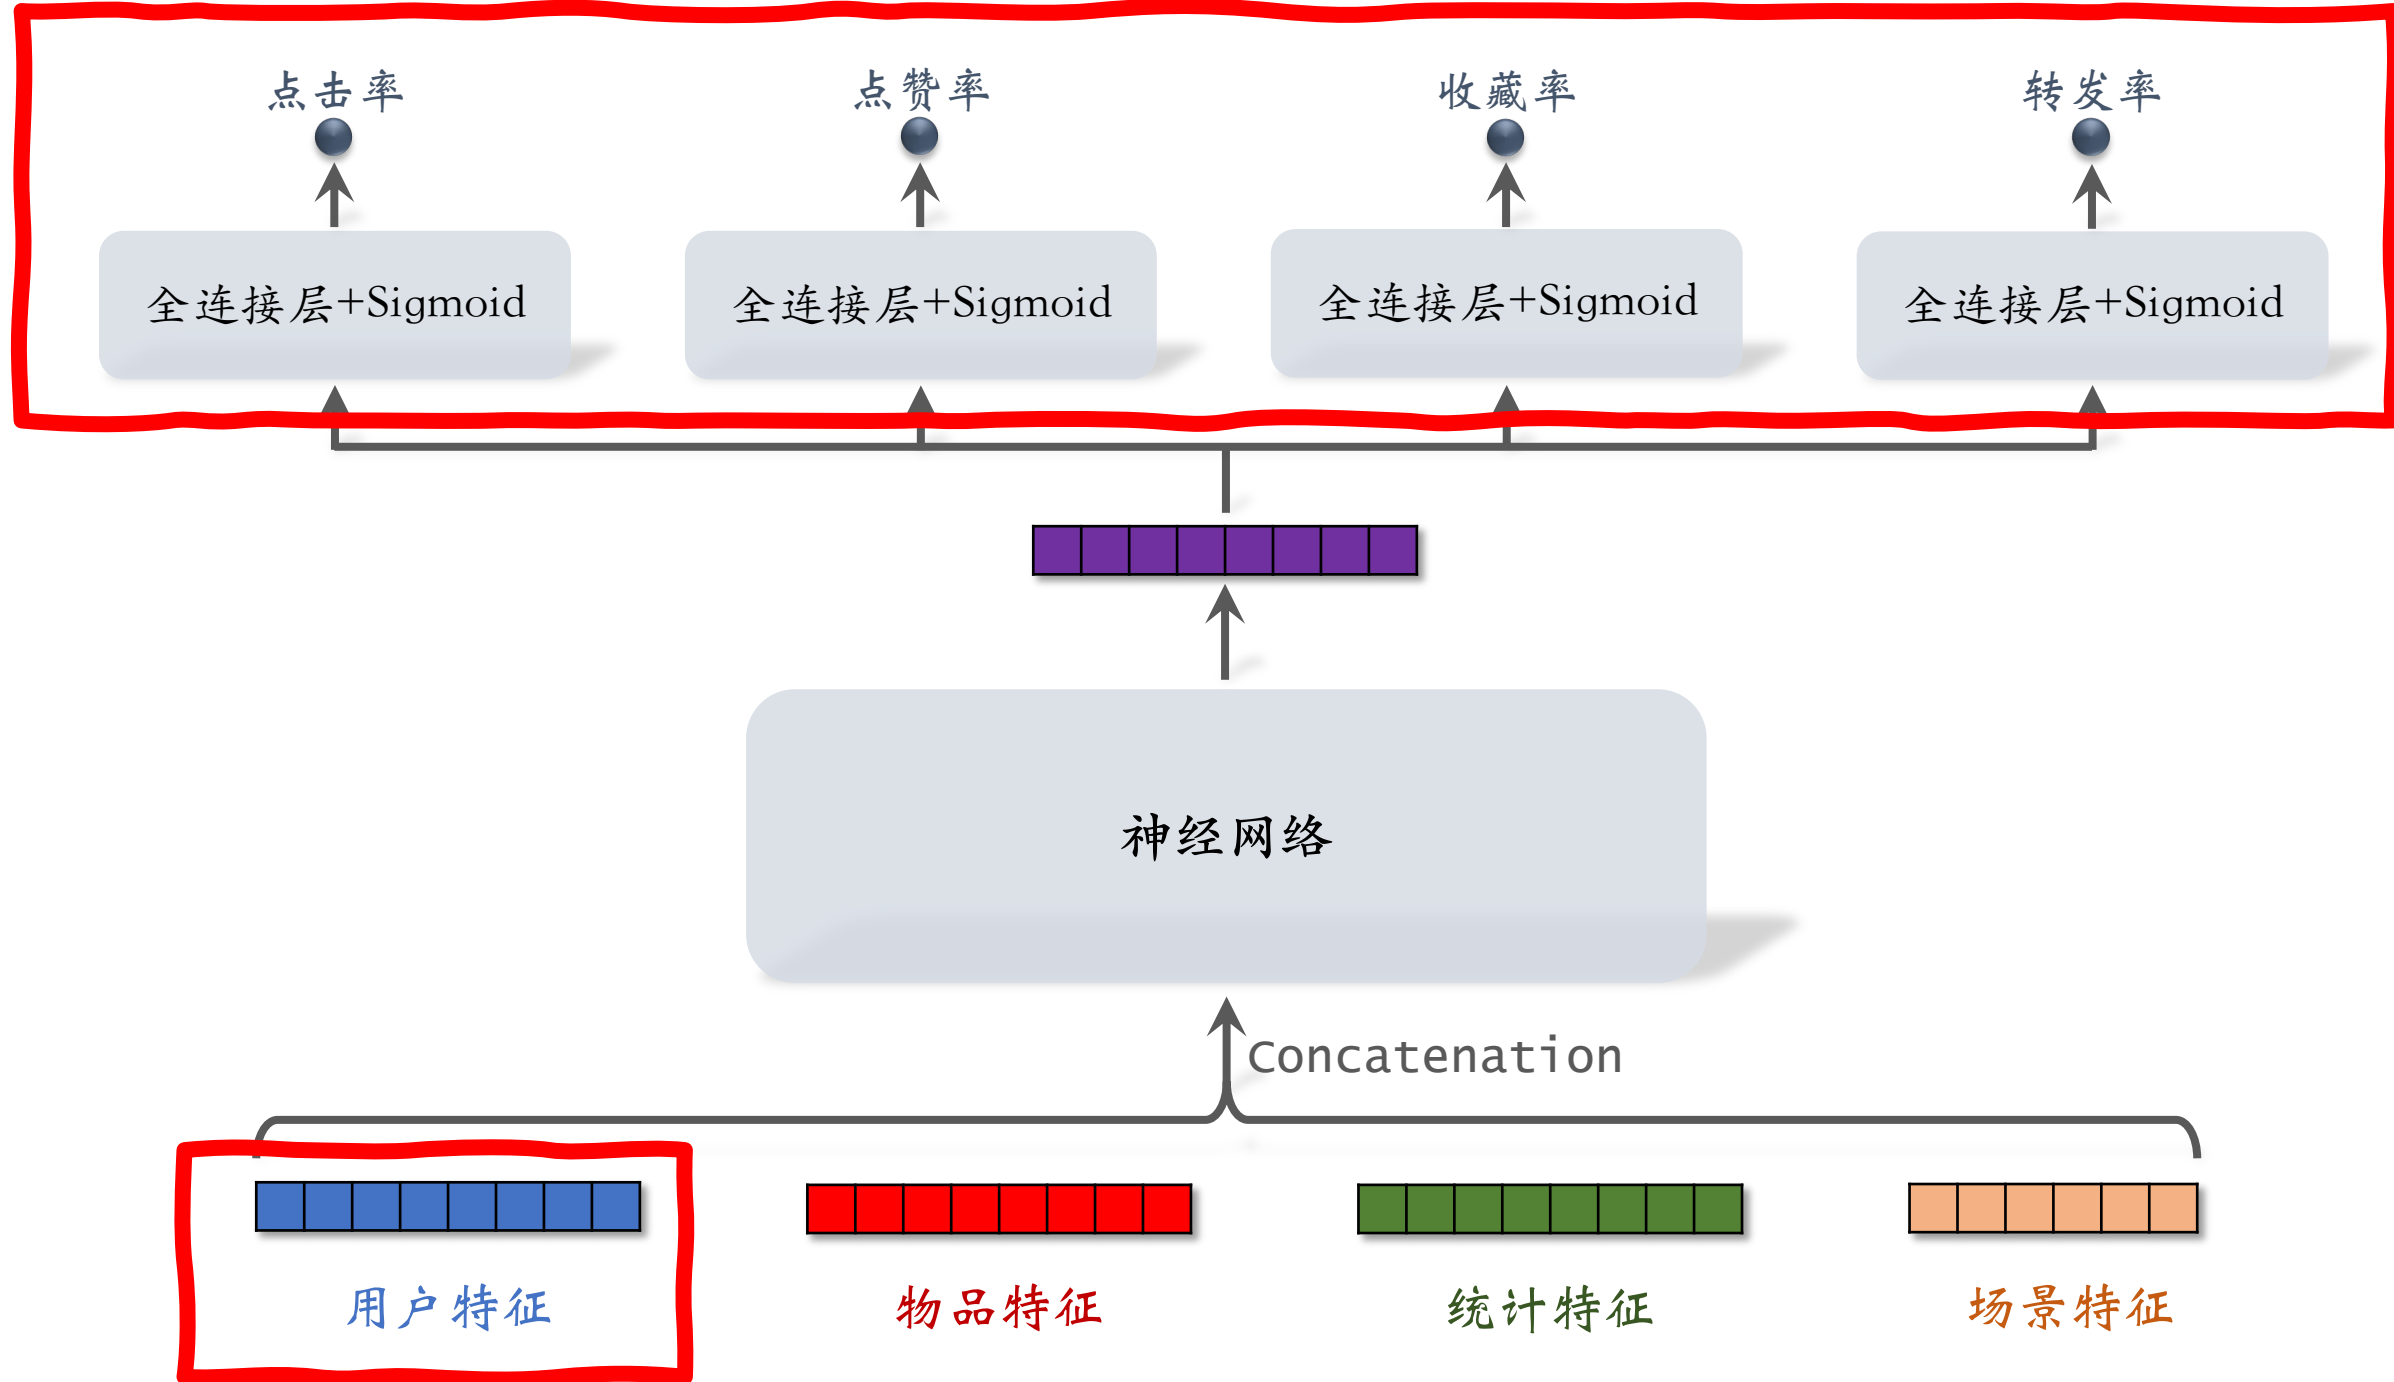 点击率 点赞率 收藏率 转发率
全连接层+Sigmoid 全连接层+Sigmoid 全连接层+Sigmoid 全连接层+Sigmoid
神经网络
Concatenation
用户特征 物品特征 统计特征 场景特征